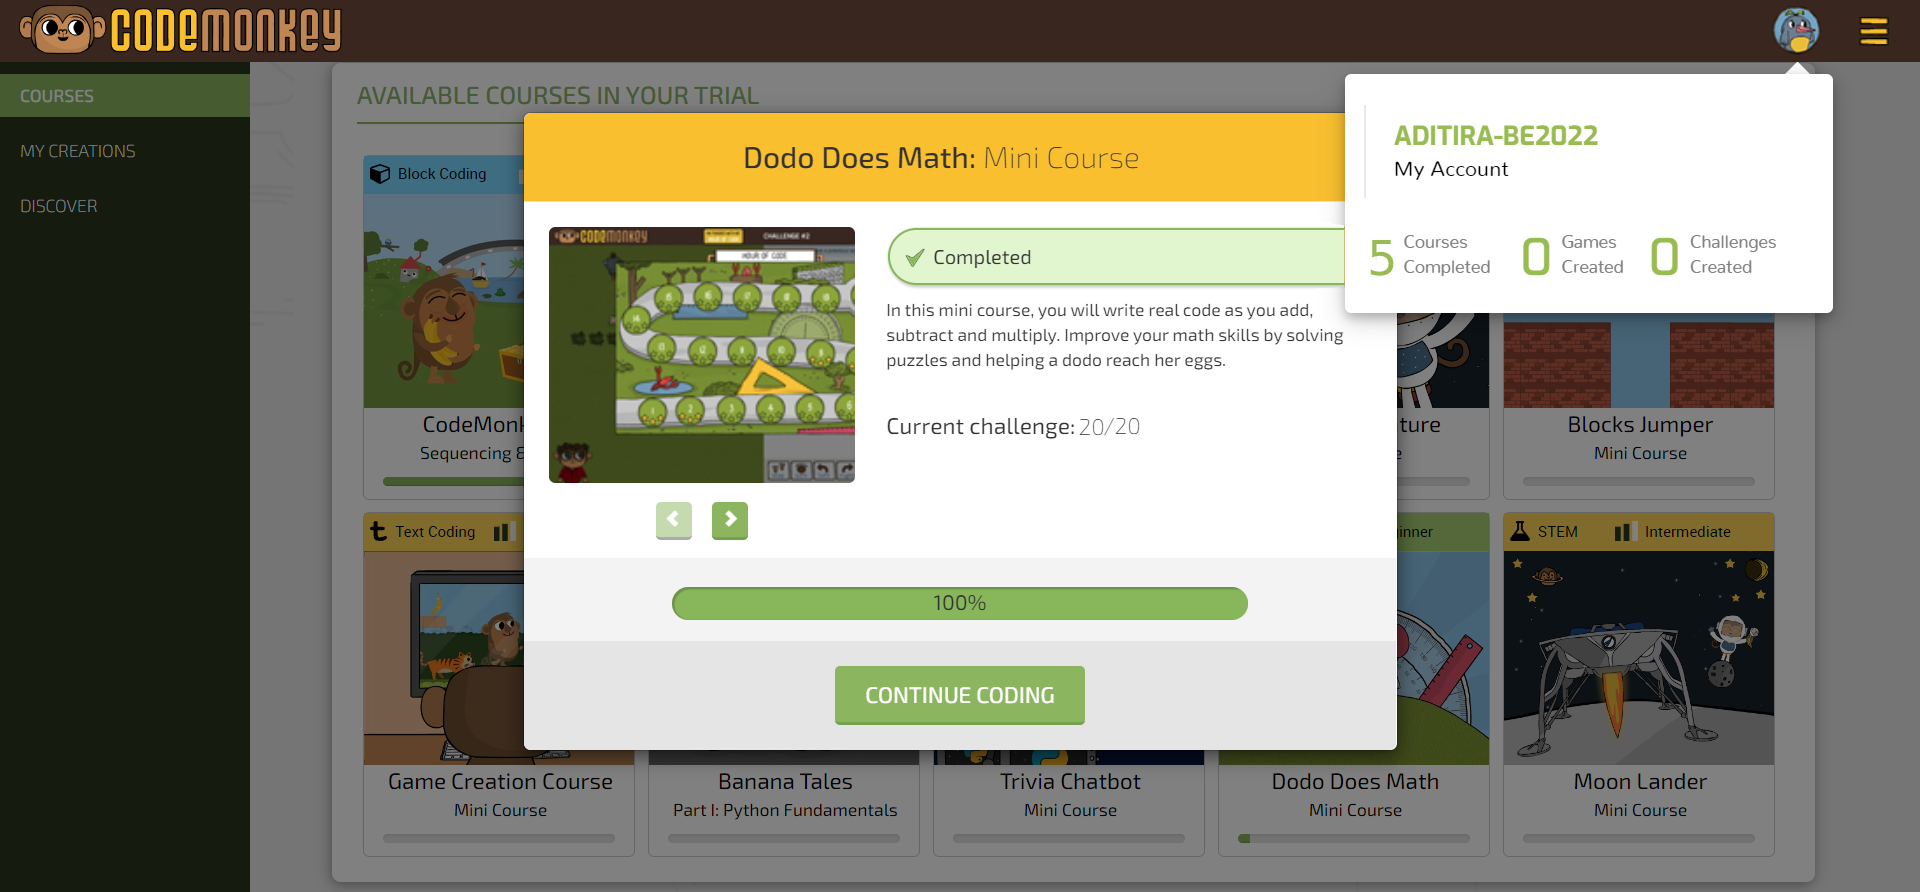 CODEMONKEY
COURSES
MY CREATIONS
DISCOVER
AVAILABLE COURSES IN YOUR TRIAL
ADITIRA-BE2022
My Account
5 Courses Completed
0 Games Created
0 Challenges Created
Block Coding
Dodo Does Math: Mini Course
CODEMONKEY
CHALLENGE #2
HOUR OF CODE
Completed
In this mini course, you will write real code as you add,
subtract and multiply. Improve your math skills by solving
puzzles and helping a dodo reach her eggs.
Current challenge: 20/20
100%
CONTINUE CODING
CodeMonk
Sequencing &
ture
Blocks Jumper
Mini Course
Text Coding
inner
STEM
Intermediate
Game Creation Course
Mini Course
Banana Tales
Part I: Python Fundamentals
Trivia Chatbot
Mini Course
Dodo Does Math
Mini Course
Moon Lander
Mini Course